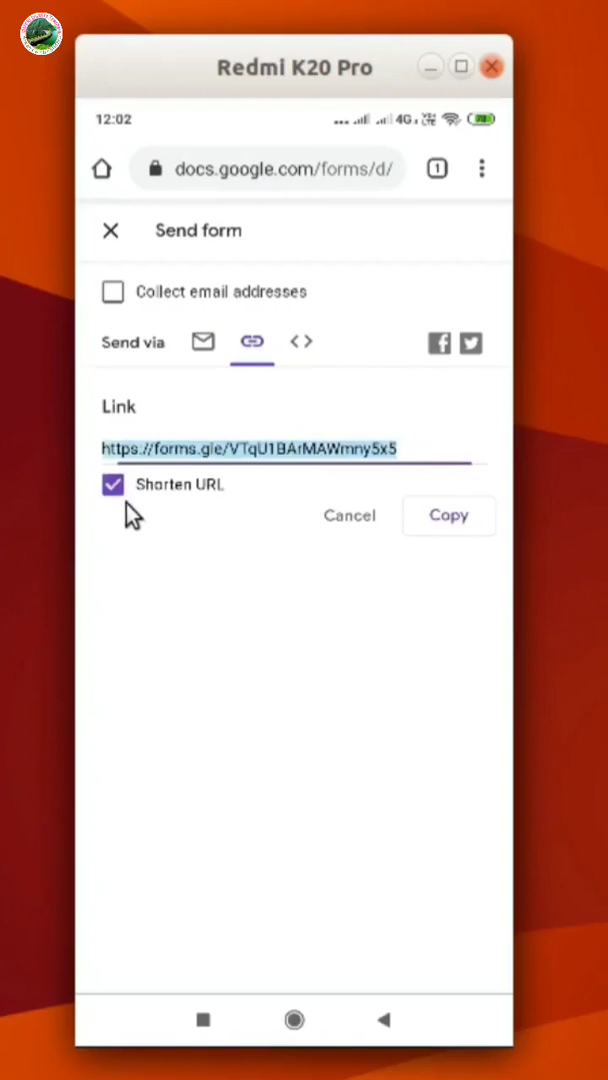 Redmi K20 Pro
12:02
4G
docs.google.com/forms/d/
1
Send form
Collect email addresses
Send via
Link
https://forms.gle/VTqU1BArMAWmny5x5
Shorten URL
Cancel
Copy